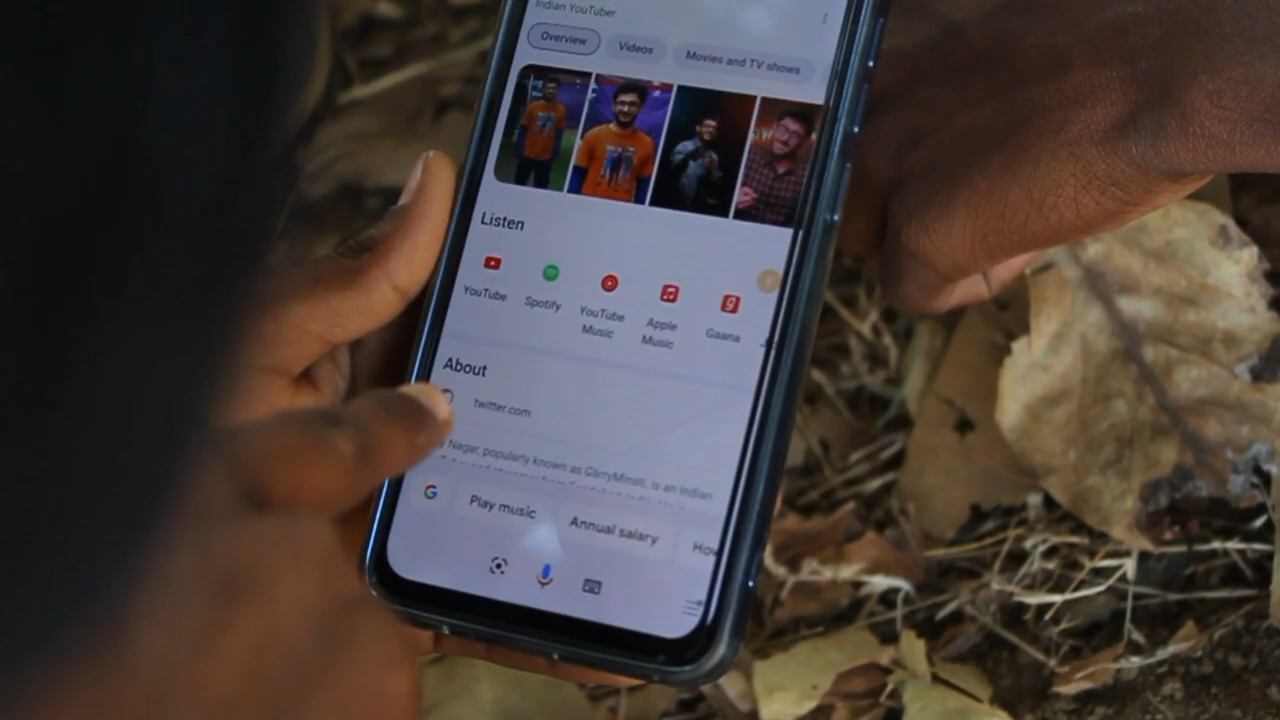 Indian YouTuber
Overview Videos Movies and TV shows
Listen
YouTube Spotify YouTube Music Apple Music Gaana
About
twitter.com
Nagar, popularly known as CarryMinati, is an Indian
Play music Annual salary